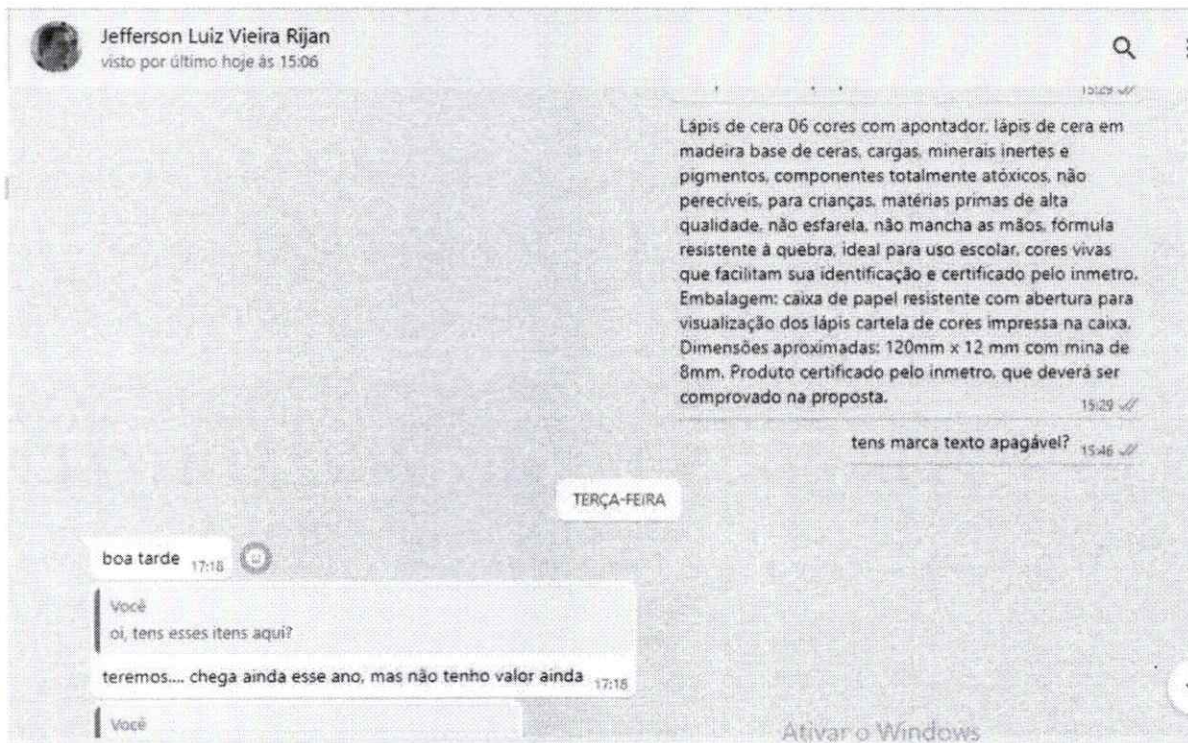 Jefferson Luiz Vieira Rijan
visto por último hoje às 15:06
15:29
Lápis de cera 06 cores com apontador. lápis de cera em
madeira base de ceras, cargas, minerais inertes e
pigmentos, componentes totalmente atóxicos, não
perecíveis, para crianças, matérias primas de alta
qualidade, não esfarela, não mancha as mãos, fórmula
resistente à quebra, ideal para uso escolar, cores vivas
que facilitam sua identificação e certificado pelo inmetro.
Embalagem: caixa de papel resistente com abertura para
visualização dos lápis cartela de cores impressa na caixa.
Dimensões aproximadas: 120mm x 12 mm com mina de
8mm. Produto certificado pelo inmetro, que deverá ser
comprovado na proposta.
15:29
tens marca texto apagável? 15:46
TERÇA-FEIRA
boa tarde 17:18
Você
oi, tens esses itens aqui?
teremos.... chega ainda esse ano, mas não tenho valor ainda 17:18
Você
Ativar o Windows